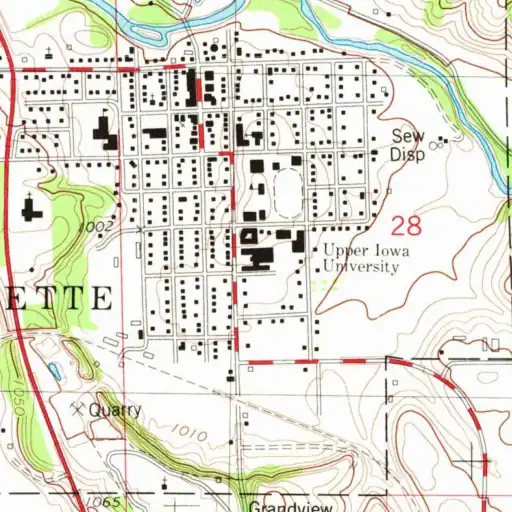 Sew
Disp
28
1002
Upper Iowa
University
ETTE
1050
Quarry
1010
1065
Grandview